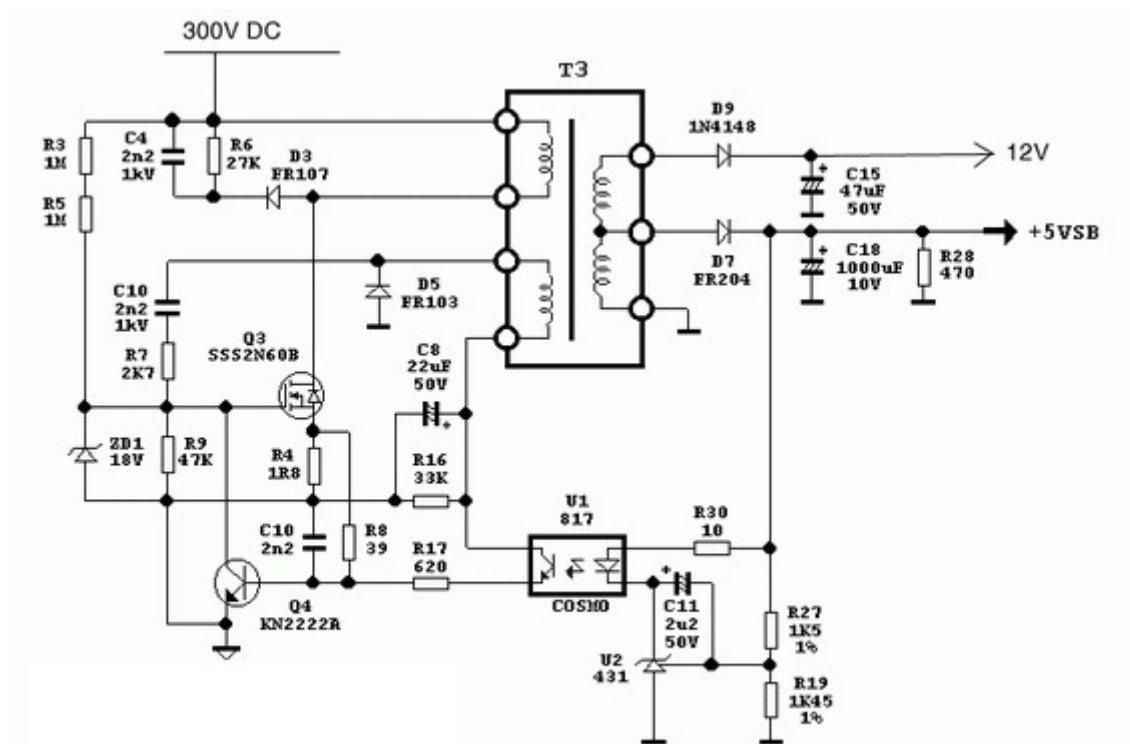 300V DC
T3
R3
1M
C4
2n2
1kV
R6
27K
D3
FR107
D9
1N4148
12V
C15
47uF
50V
R5
1M
+5VSB
D7
FR204
C18
1000uF
10V
R28
470
C10
2n2
1kV
D5
FR103
R7
2K7
Q3
SSS2N60B
C8
22uF
50V
ZD1
18V
R9
47K
R4
1R8
R16
33K
U1
817
R30
10
C10
2n2
R8
39
R17
620
COSMO
Q4
KN2222A
C11
2u2
50V
R27
1K5
1%
U2
431
R19
1K45
1%